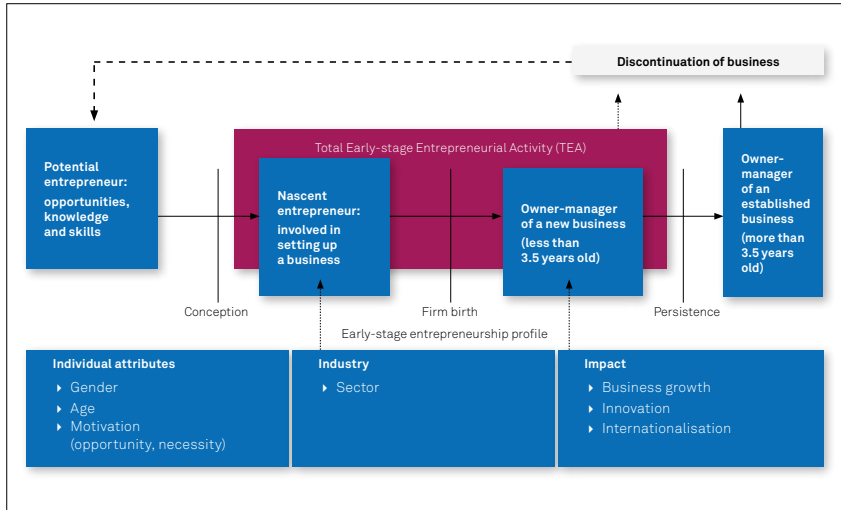 Discontinuation of business
Total Early-stage Entrepreneurial Activity (TEA)
Potential
entrepreneur:
opportunities,
knowledge
and skills
Nascent
entrepreneur:
involved in
setting up
a business
Owner-manager
of a new business
(less than
3.5 years old)
Owner-
manager
of an
established
business
(more than
3.5 years
old)
Conception
Firm birth
Persistence
Early-stage entrepreneurship profile
Individual attributes
Gender
Age
Motivation
(opportunity, necessity)
Industry
Sector
Impact
Business growth
Innovation
Internationalisation